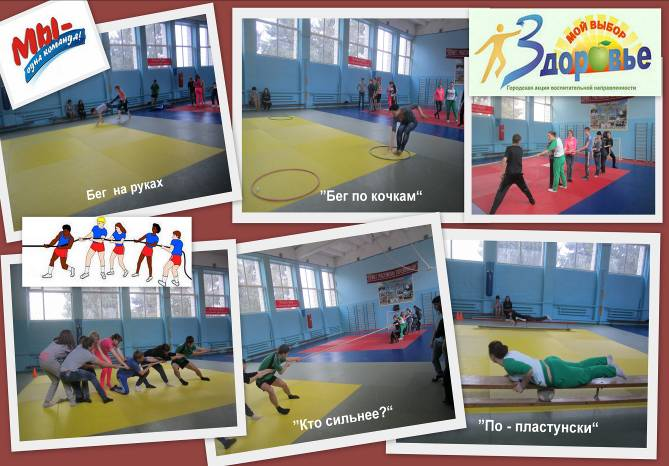 МЫ-
одна команда!
МОЙ ВЫБОР
Здоровье
Городская акция воспитательной направленности
Бег на руках
"Бег по кочкам"
"Кто сильнее?"
"По - пластунски"